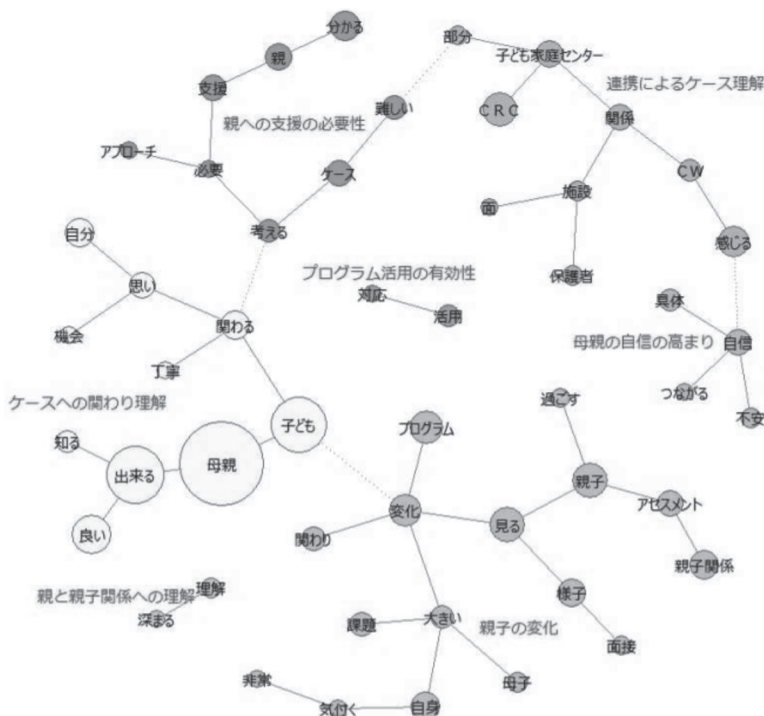 分かる
部分
親
子ども家庭センター
支援
連携によるケース理解
難しい
CRC
親への支援の必要性
関係
アプローチ
必要
ケース
CW
施設
面
自分
考える
感じる
思い
プログラム活用の有効性
保護者
対応
具体
機会
関わる
活用
自信
母親の自信の高まり
丁寧
つながる
ケースへの関わり理解
過ごす
不安
子ども
プログラム
知る
母親
出来る
親子
アセスメント
変化
見る
良い
関わり
親子関係
理解
親と親子関係への理解
様子
深まる
課題
大きい
親子の変化
面接
非常
母子
気付く
自身